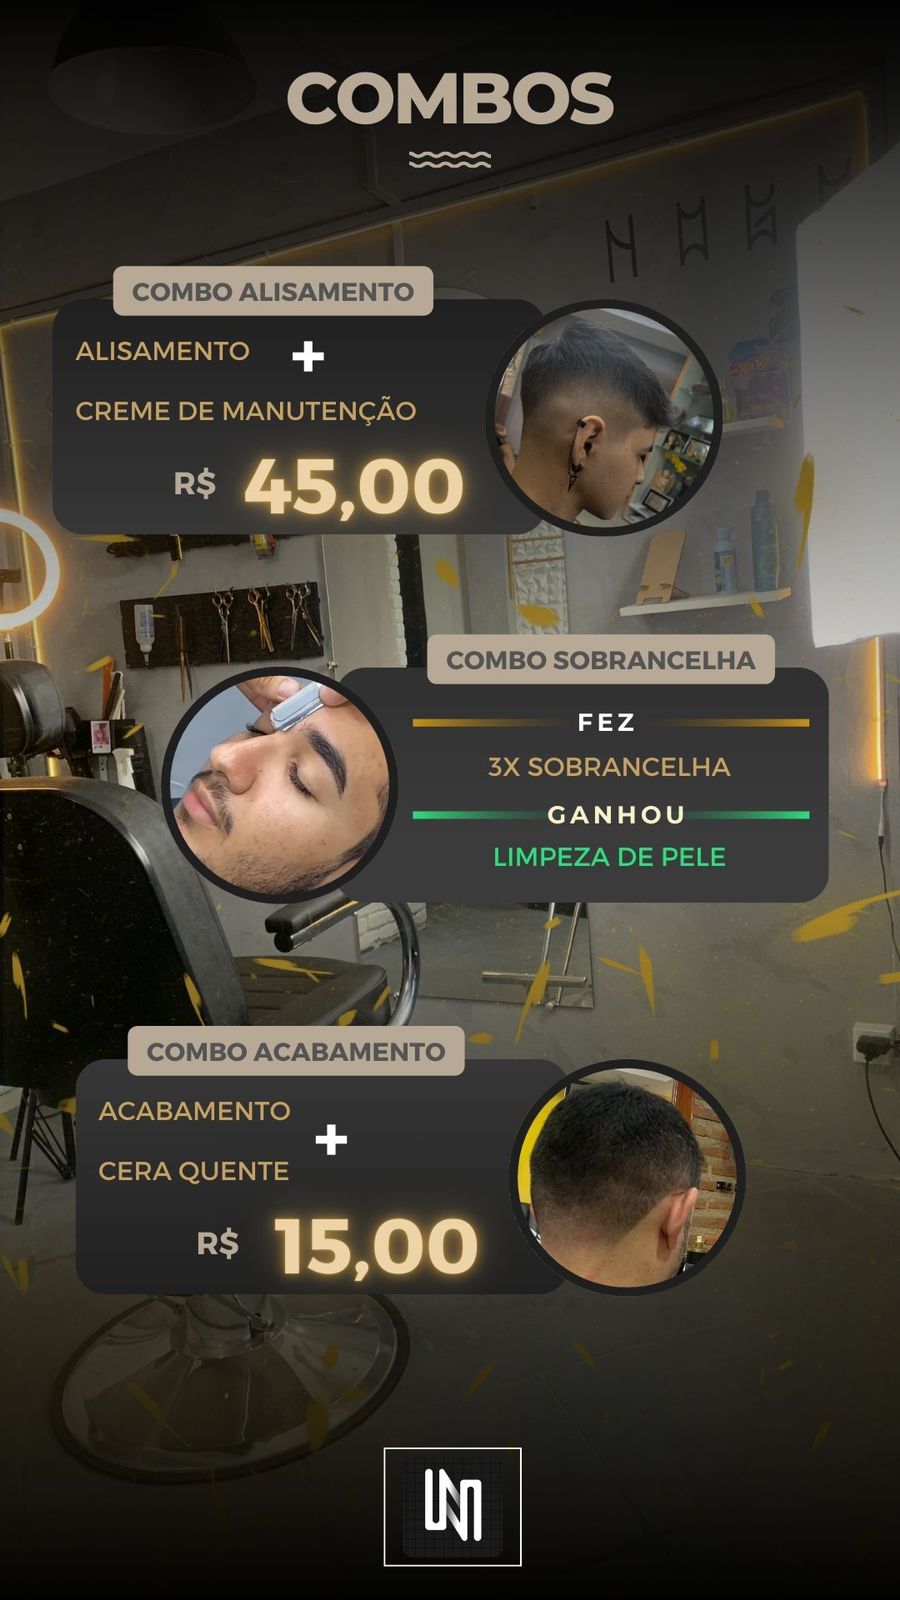 COMBOS
COMBO ALISAMENTO
ALISAMENTO +
CREME DE MANUTENÇÃO
R$ 45,00
COMBO SOBRANCELHA
FEZ
3X SOBRANCELHA
GANHOU
LIMPEZA DE PELE
COMBO ACABAMENTO
ACABAMENTO
+
CERA QUENTE
R$ 15,00